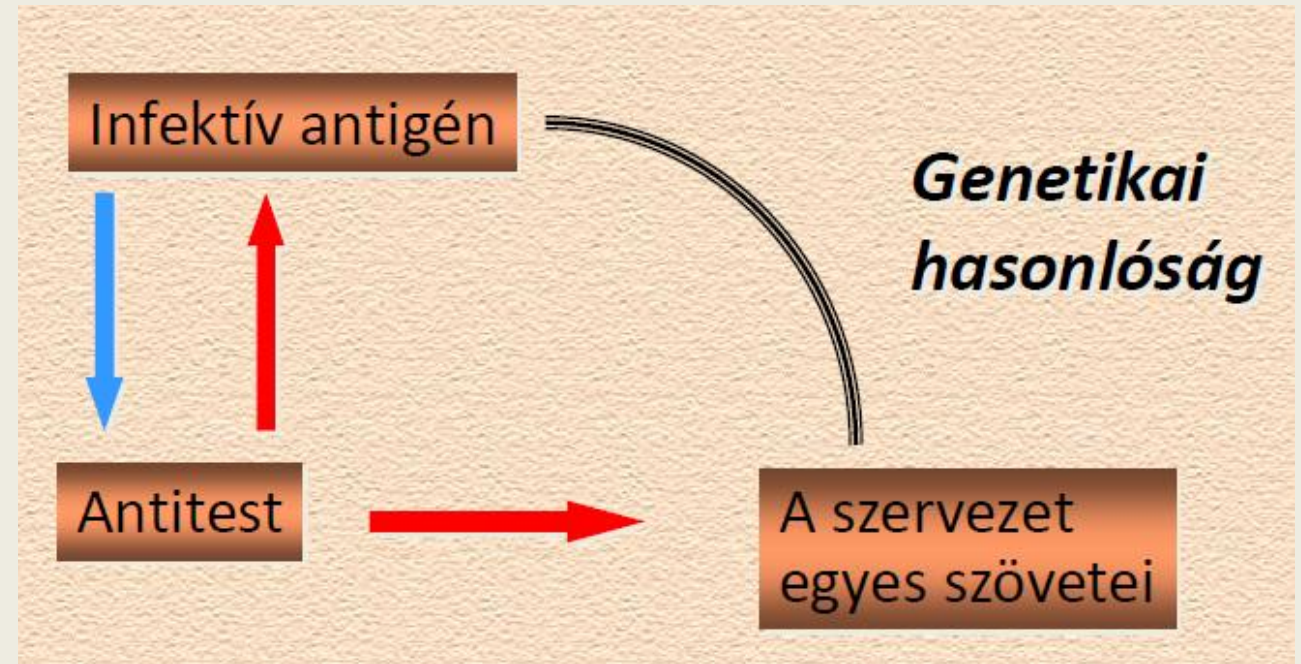 Infektív antigén
Genetikai
hasonlóság
Antitest
A szervezet
egyes szövetei